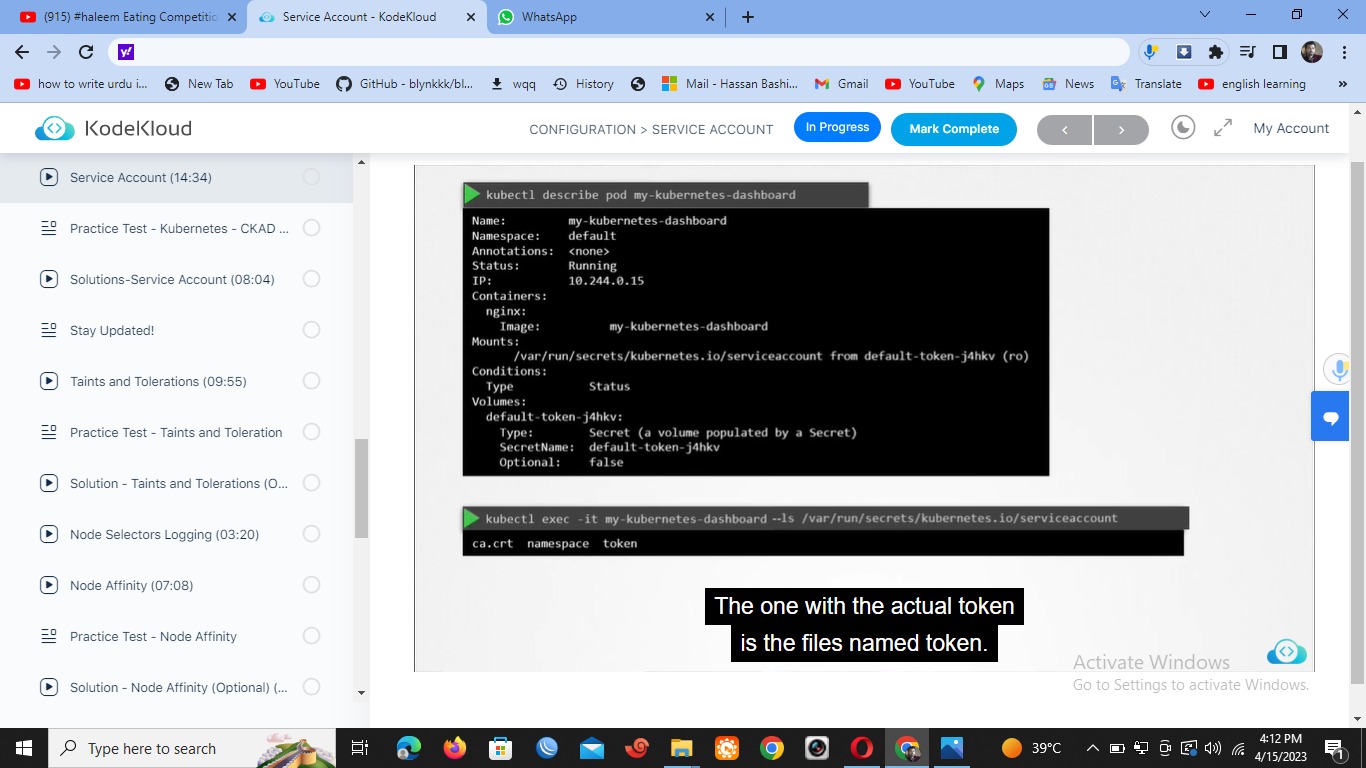 (915) #haleem Eating Competitio
Service Account - KodeKloud
WhatsApp
y!
how to write urdu i...
New Tab
YouTube
GitHub - blynkkk/bl...
wqq
History
Mail - Hassan Bashi...
Gmail
YouTube
Maps
News
Translate
english learning
»
KodeKloud
CONFIGURATION > SERVICE ACCOUNT
In Progress
Mark Complete
<
>
My Account
Service Account (14:34)
Practice Test - Kubernetes - CKAD ...
Solutions-Service Account (08:04)
Stay Updated!
Taints and Tolerations (09:55)
Practice Test - Taints and Toleration
Solution - Taints and Tolerations (O...
Node Selectors Logging (03:20)
Node Affinity (07:08)
Practice Test - Node Affinity
Solution - Node Affinity (Optional) (...
kubectl describe pod my-kubernetes-dashboard
Name: my-kubernetes-dashboard
Namespace: default
Annotations: <none>
Status: Running
IP: 10.244.0.15
Containers:
nginx:
Image: my-kubernetes-dashboard
Mounts:
/var/run/secrets/kubernetes.io/serviceaccount from default-token-j4hkv (ro)
Conditions:
Type Status
Volumes:
default-token-j4hkv:
Type: Secret (a volume populated by a Secret)
SecretName: default-token-j4hkv
Optional: false
kubectl exec -it my-kubernetes-dashboard --ls /var/run/secrets/kubernetes.io/serviceaccount
ca.crt namespace token
The one with the actual token
is the files named token.
Activate Windows
Go to Settings to activate Windows.
Type here to search
39°C
4:12 PM
4/15/2023
1